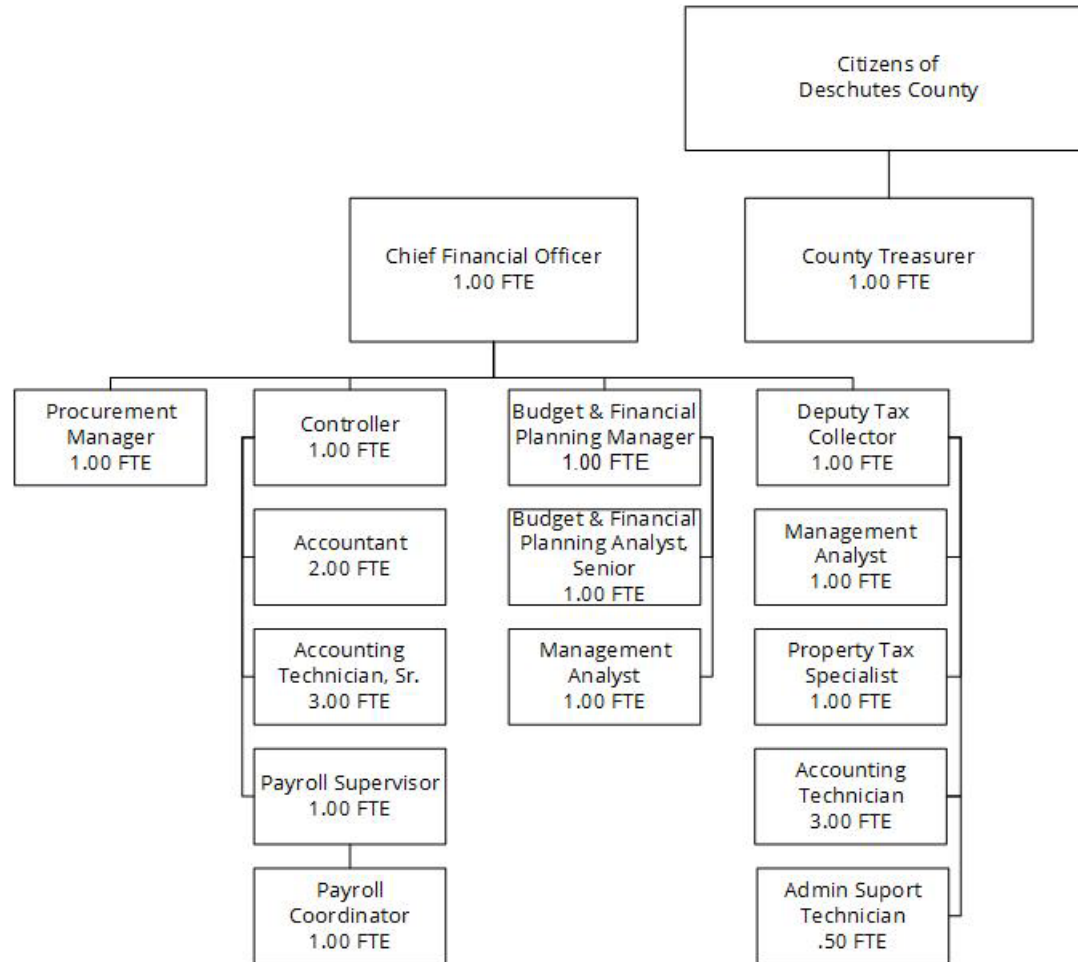 Citizens of
Deschutes County
Chief Financial Officer
1.00 FTE
County Treasurer
1.00 FTE
Procurement
Manager
1.00 FTE
Controller
1.00 FTE
Budget & Financial
Planning Manager
1.00 FTE
Deputy Tax
Collector
1.00 FTE
Accountant
2.00 FTE
Budget & Financial
Planning Analyst,
Senior
1.00 FTE
Management
Analyst
1.00 FTE
Accounting
Technician, Sr.
3.00 FTE
Management
Analyst
1.00 FTE
Property Tax
Specialist
1.00 FTE
Payroll Supervisor
1.00 FTE
Accounting
Technician
3.00 FTE
Payroll
Coordinator
1.00 FTE
Admin Suport
Technician
.50 FTE